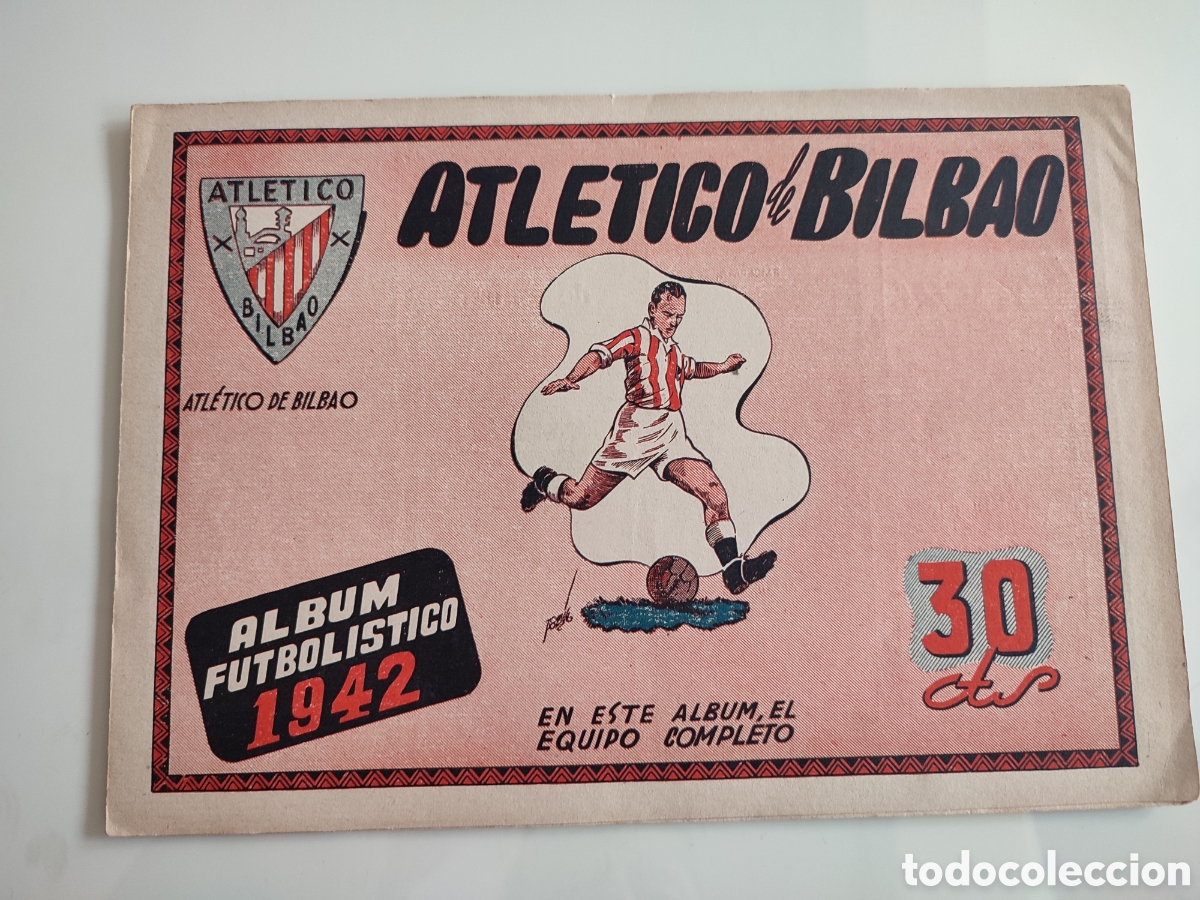 ATLETICO de BILBAO
ATLETICO
X X
BILBAO
ATLÉTICO DE BILBAO
ALBUM
FUTBOLISTICO
1942
30
cts
EN ESTE ALBUM, EL
EQUIPO COMPLETO
todocoleccion